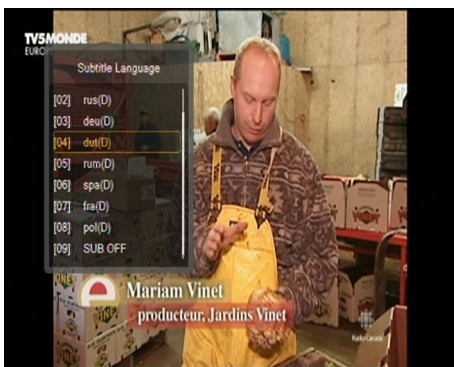 TV5MONDE
EUROPE
Subtitle Language
[02] rus(D)
[03] deu(D)
[04] dut(D)
[05] rum(D)
[06] spa(D)
[07] fra(D)
[08] pol(D)
[09] SUB OFF
Mariam Vinet
producteur, Jardins Vinet
Radio-Canada